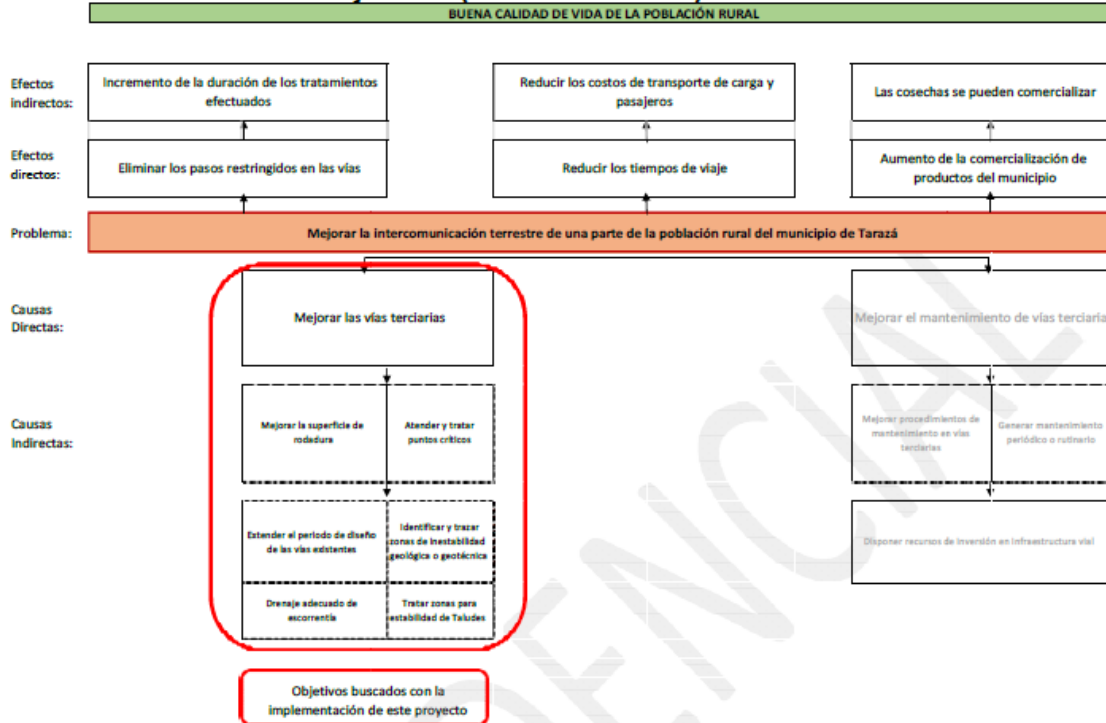 BUENA CALIDAD DE VIDA DE LA POBLACIÓN RURAL
Efectos
indirectos:
Incremento de la duración de los tratamientos
efectuados
Reducir los costos de transporte de carga y
pasajeros
Las cosechas se pueden comercializar
Efectos
directos:
Eliminar los pasos restringidos en las vías
Reducir los tiempos de viaje
Aumento de la comercialización de
productos del municipio
Problema:
Mejorar la intercomunicación terrestre de una parte de la población rural del municipio de Tarazá
Causas
Directas:
Mejorar las vías terciarias
Mejorar el mantenimiento de vías terciaria
Causas
Indirectas:
Mejorar la superficie de
rodadura
Atender y tratar
puntos críticos
Mejorar procedimientos de
mantenimiento en vías
terciarias
Generar mantenimiento
periódico o rutinario
Extender el periodo de diseño
de las vías existentes
Identificar y trazar
zonas de inestabilidad
geológica o geotécnica
Disponer recursos de inversión en infraestructura vial
Drenaje adecuado de
escorrentía
Tratar zonas para
estabilidad de Taludes
Objetivos buscados con la
implementación de este proyecto
ENCIAL